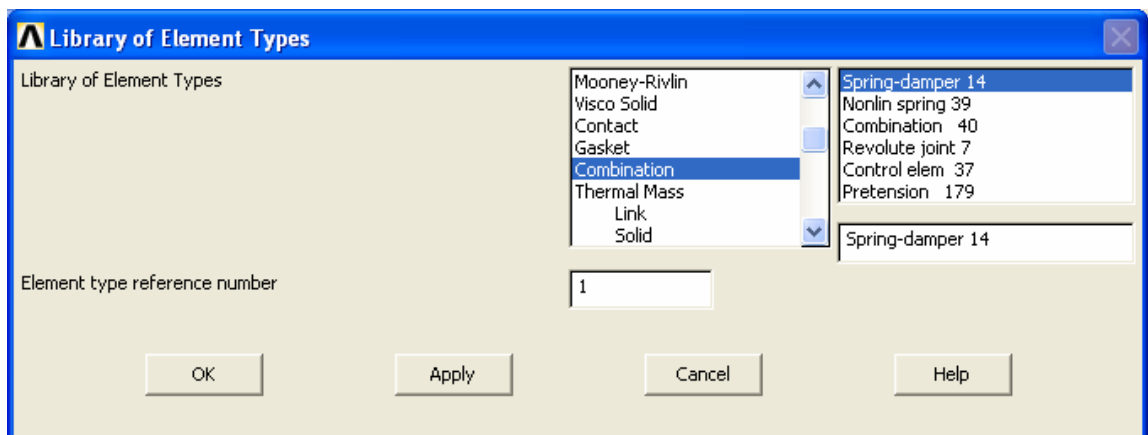 Library of Element Types
Library of Element Types
Mooney-Rivlin
Visco Solid
Contact
Gasket
Combination
Thermal Mass
Link
Solid
Spring-damper 14
Nonlin spring 39
Combination 40
Revolute joint 7
Control elem 37
Pretension 179
Spring-damper 14
Element type reference number
1
OK
Apply
Cancel
Help